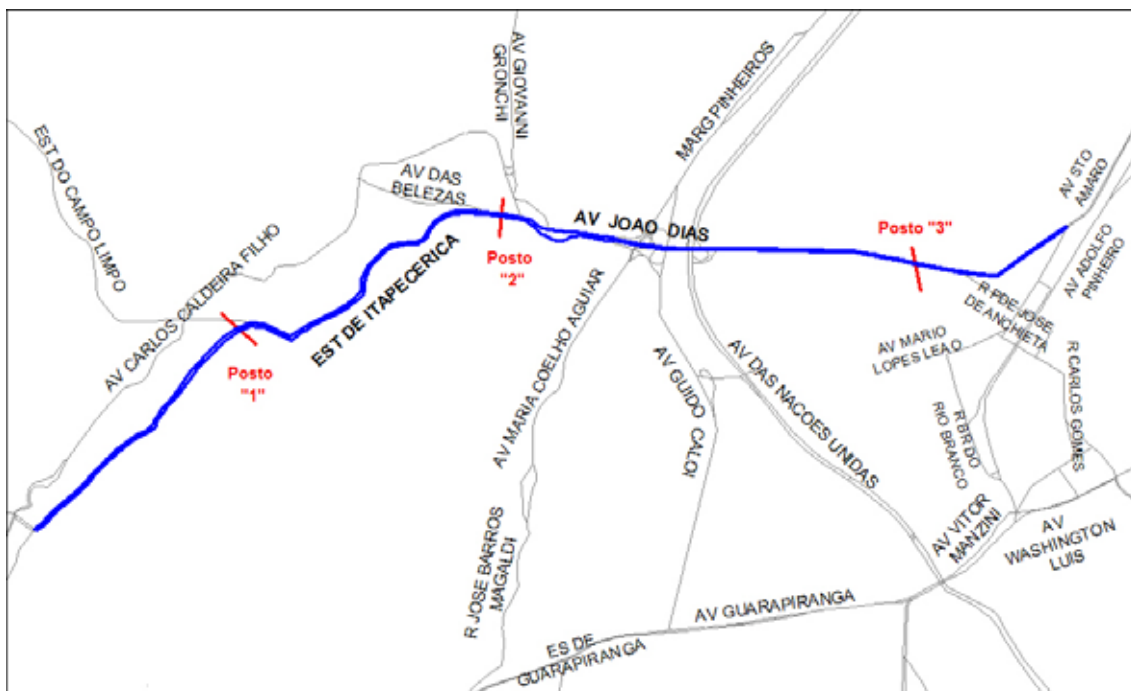 AV GIOVANNI
GRONCHI
MARG PINHEIROS
EST DO CAMPO LIMPO
AV DAS
BELEZAS
AV STO
AMARO
AV JOAO DIAS
Posto "3"
Posto
"2"
AV ADOLFO
PINHEIRO
AV CARLOS CALDEIRA FILHO
EST DE ITAPECERICA
R PDE JOSE
DE ANCHIETA
AV MARIO
LOPES LEAO
Posto
"1"
AV MARIA COELHO AGUIAR
AV GUIDO CALOI
AV DAS NACOES UNIDAS
R CARLOS GOMES
R BR DO
RIO BRANCO
AV VITOR
MANZINI
AV
WASHINGTON
LUIS
R JOSE BARROS
MAGALDI
AV GUARAPIRANGA
ES DE
GUARAPIRANGA